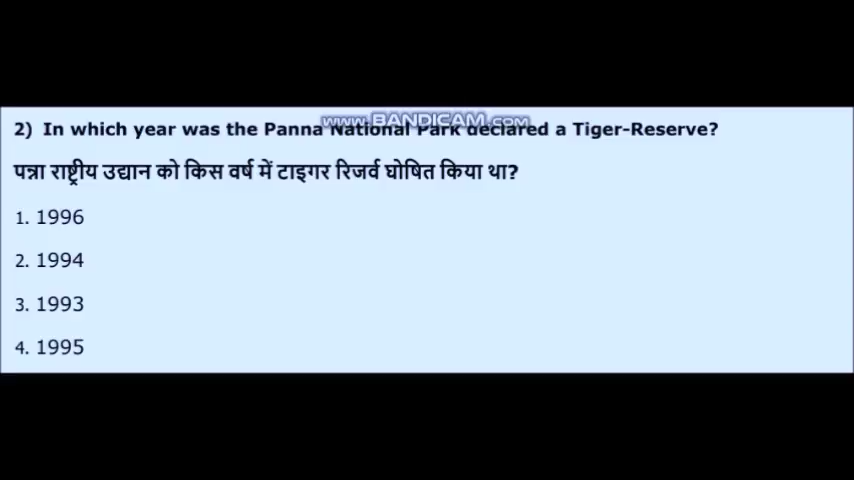 www.BANDICAM.com
2) In which year was the Panna National Park declared a Tiger-Reserve?
पन्ना राष्ट्रीय उद्यान को किस वर्ष में टाइगर रिजर्व घोषित किया था?
1. 1996
2. 1994
3. 1993
4. 1995